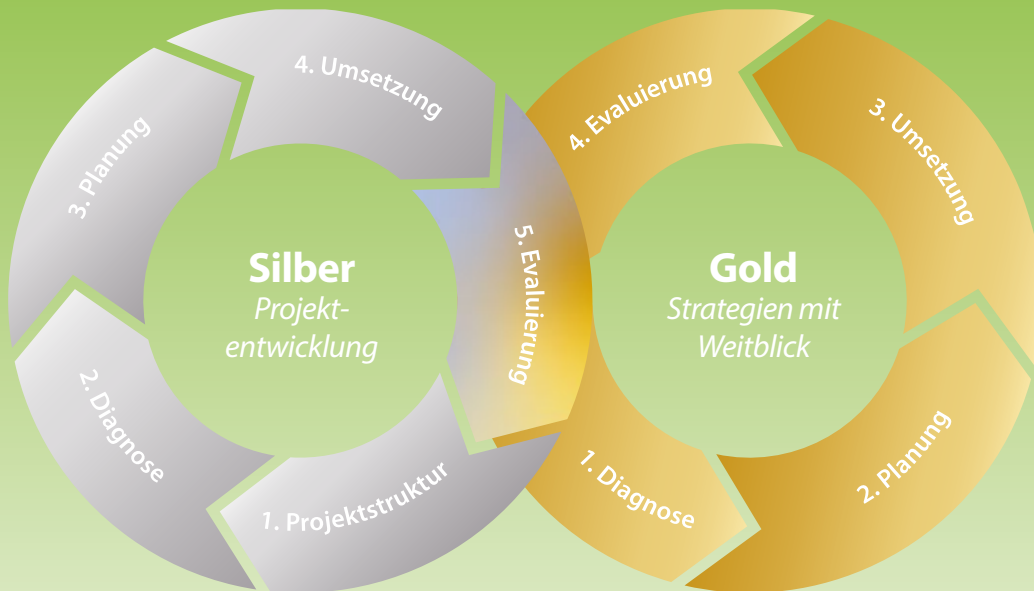 Silber
Projekt-
entwicklung
1. Projektstruktur
2. Diagnose
3. Planung
4. Umsetzung
5. Evaluierung
Gold
Strategien mit
Weitblick
1. Diagnose
2. Planung
3. Umsetzung
4. Evaluierung